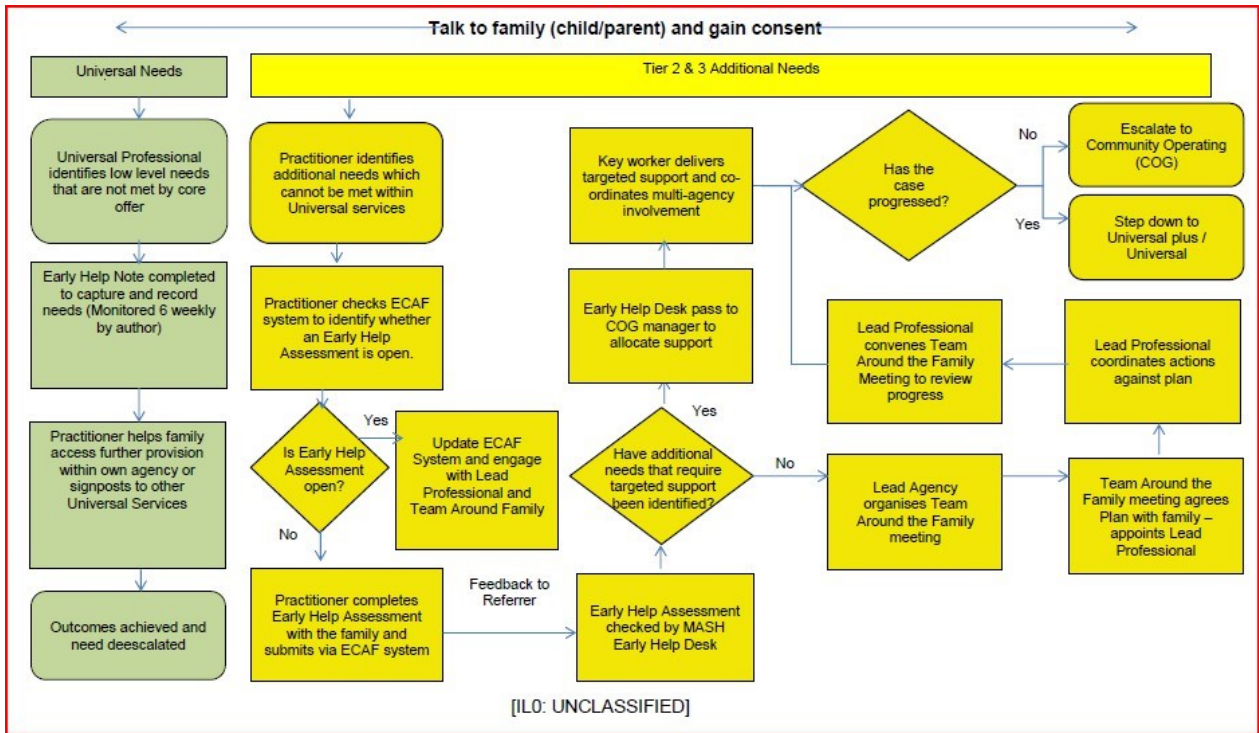 Talk to family (child/parent) and gain consent
Universal Needs
Tier 2 & 3 Additional Needs
Universal Professional
identifies low level needs
that are not met by core
offer
Early Help Note completed
to capture and record
needs (Monitored 6 weekly
by author)
Practitioner helps family
access further provision
within own agency or
signposts to other
Universal Services
Outcomes achieved and
need deescalated
Practitioner identifies
additional needs which
cannot be met within
Universal services
Practitioner checks ECAF
system to identify whether
an Early Help
Assessment is open.
Is Early Help
Assessment
open?
Yes
Update ECAF
System and engage
with Lead
Professional and
Team Around Family
No
Practitioner completes
Early Help Assessment
with the family and
submits via ECAF system
Feedback to
Referrer
Early Help Assessment
checked by MASH
Early Help Desk
Have additional
needs that require
targeted support
been identified?
Yes
Early Help Desk pass to
COG manager to
allocate support
Key worker delivers
targeted support and co-
ordinates multi-agency
involvement
No
Lead Agency
organises Team
Around the Family
meeting
Team Around the
Family meeting agrees
Plan with family –
appoints Lead
Professional
Lead Professional
coordinates actions
against plan
Lead Professional
convenes Team
Around the Family
Meeting to review
progress
Has the
case
progressed?
No
Escalate to
Community Operating
(COG)
Yes
Step down to
Universal plus /
Universal
[IL0: UNCLASSIFIED]